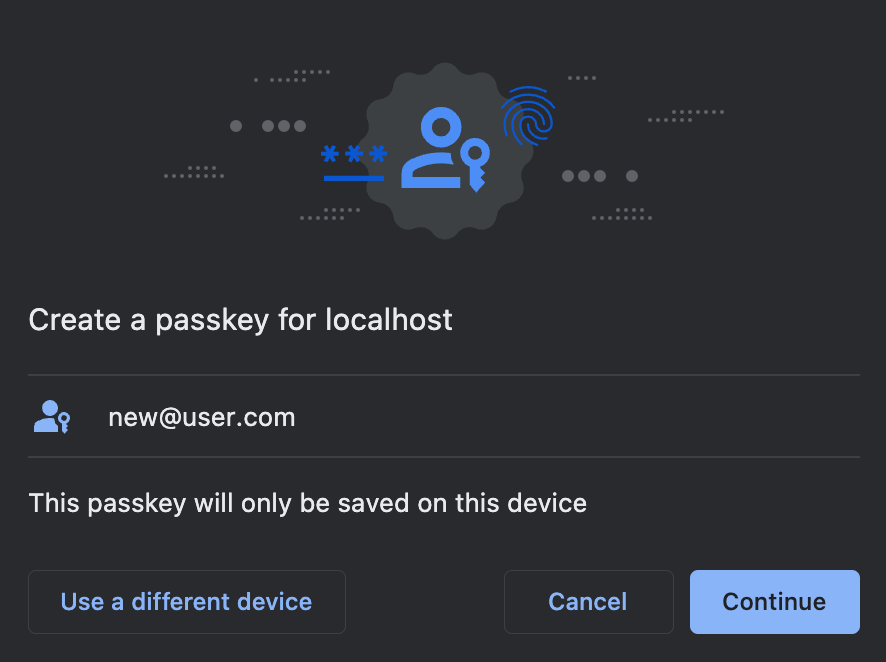 ***
Create a passkey for localhost
new@user.com
This passkey will only be saved on this device
Use a different device
Cancel
Continue